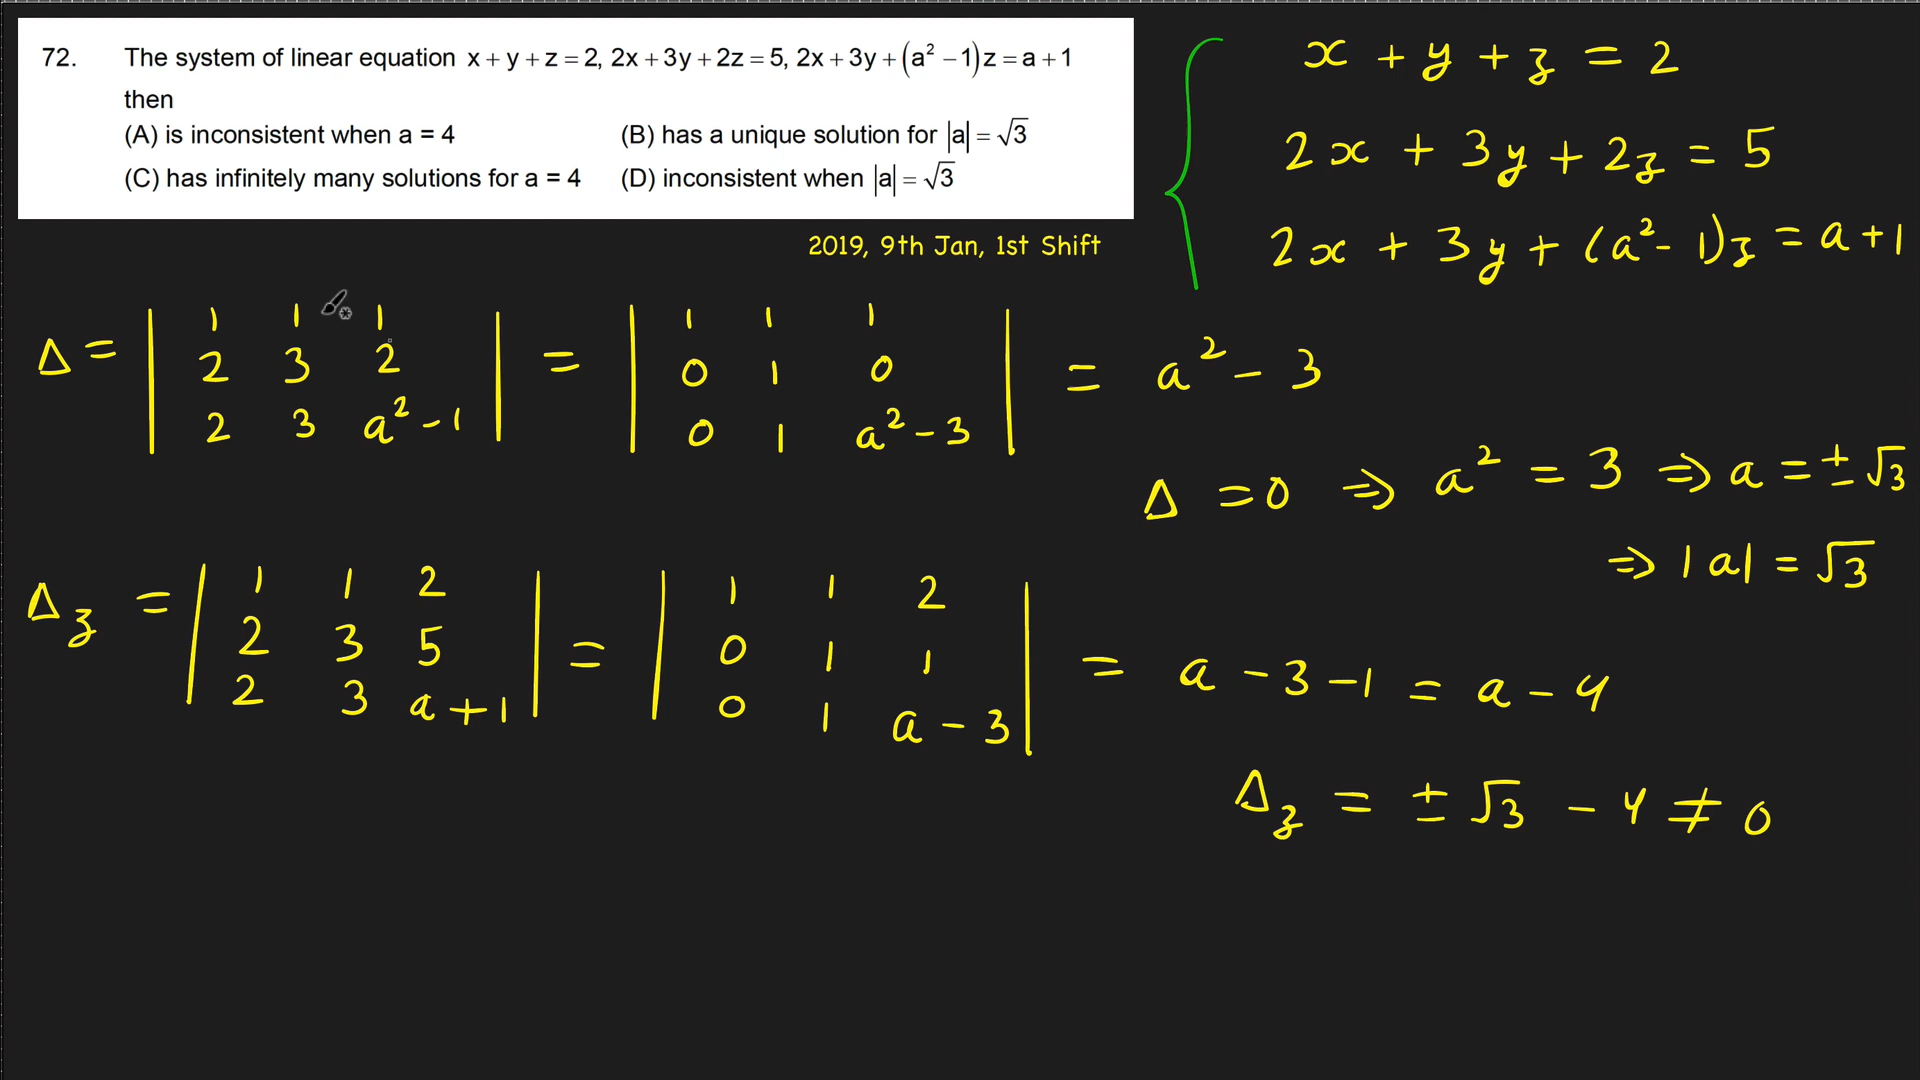 72. The system of linear equation x + y + z = 2, 2x + 3y + 2z = 5, 2x + 3y + (a² − 1)z = a + 1
then
(A) is inconsistent when a = 4 (B) has a unique solution for |a| = √3
(C) has infinitely many solutions for a = 4 (D) inconsistent when |a| = √3
2019, 9th Jan, 1st Shift
x + y + z = 2
2x + 3y + 2z = 5
2x + 3y + (a² - 1)z = a + 1
Δ = | 1 1 1 | = | 1 1 1 | = a² - 3
2 3 2 0 1 0
2 3 a² - 1 0 1 a² - 3
Δ = 0 ⇒ a² = 3 ⇒ a = ± √3
⇒ |a| = √3
Δz = | 1 1 2 | = | 1 1 2 | = a - 3 - 1 = a - 4
2 3 5 0 1 1
2 3 a + 1 0 1 a - 3
Δz = ± √3 - 4 ≠ 0